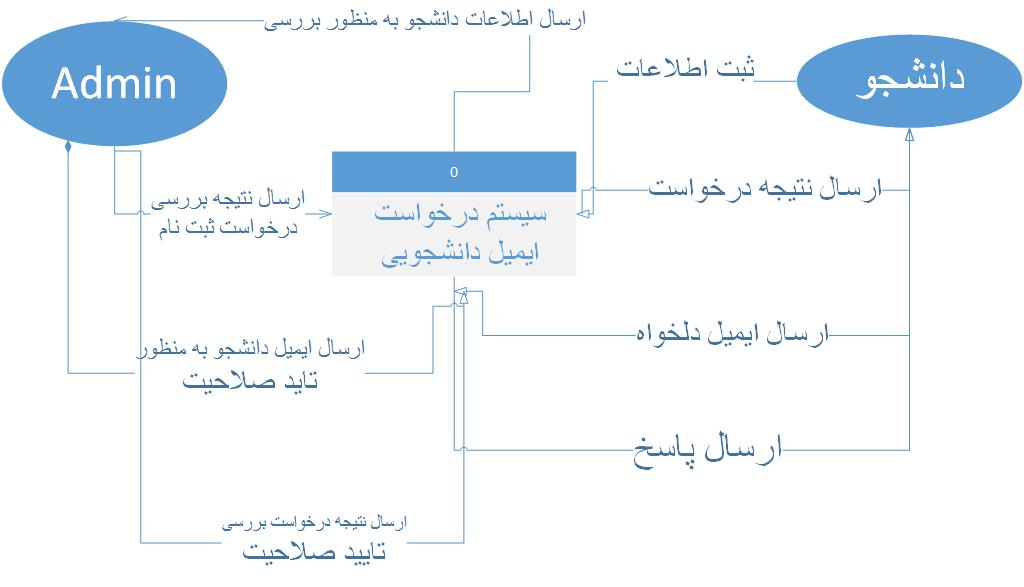 ارسال اطلاعات دانشجو به منظور بررسی
Admin
ثبت اطلاعات
دانشجو
0
سیستم درخواست
ایمیل دانشجویی
ارسال نتیجه درخواست
ارسال نتیجه بررسی
درخواست ثبت نام
ارسال ایمیل دلخواه
ارسال ایمیل دانشجو به منظور
تاید صلاحیت
ارسال پاسخ
ارسال نتیجه درخواست بررسی
تایید صلاحیت